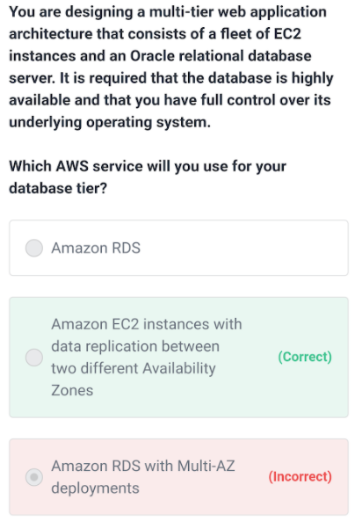 You are designing a multi-tier web application
architecture that consists of a fleet of EC2
instances and an Oracle relational database
server. It is required that the database is highly
available and that you have full control over its
underlying operating system.
Which AWS service will you use for your
database tier?
Amazon RDS
Amazon EC2 instances with
data replication between
two different Availability
Zones
(Correct)
Amazon RDS with Multi-AZ
deployments
(Incorrect)